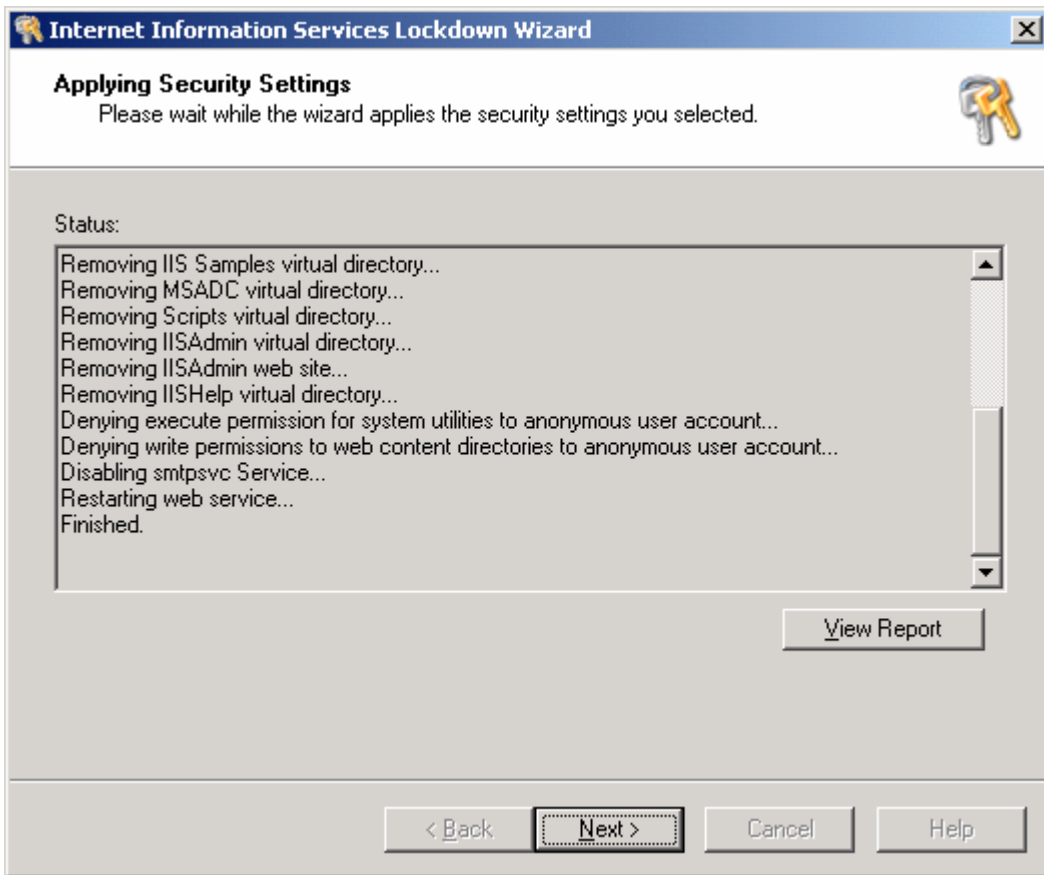 Internet Information Services Lockdown Wizard
Applying Security Settings
Please wait while the wizard applies the security settings you selected.
Status:
Removing IIS Samples virtual directory...
Removing MSADC virtual directory...
Removing Scripts virtual directory...
Removing IISAdmin virtual directory...
Removing IISAdmin web site...
Removing IISHelp virtual directory...
Denying execute permission for system utilities to anonymous user account...
Denying write permissions to web content directories to anonymous user account...
Disabling smtpsvc Service...
Restarting web service...
Finished.
View Report
< Back Next > Cancel Help